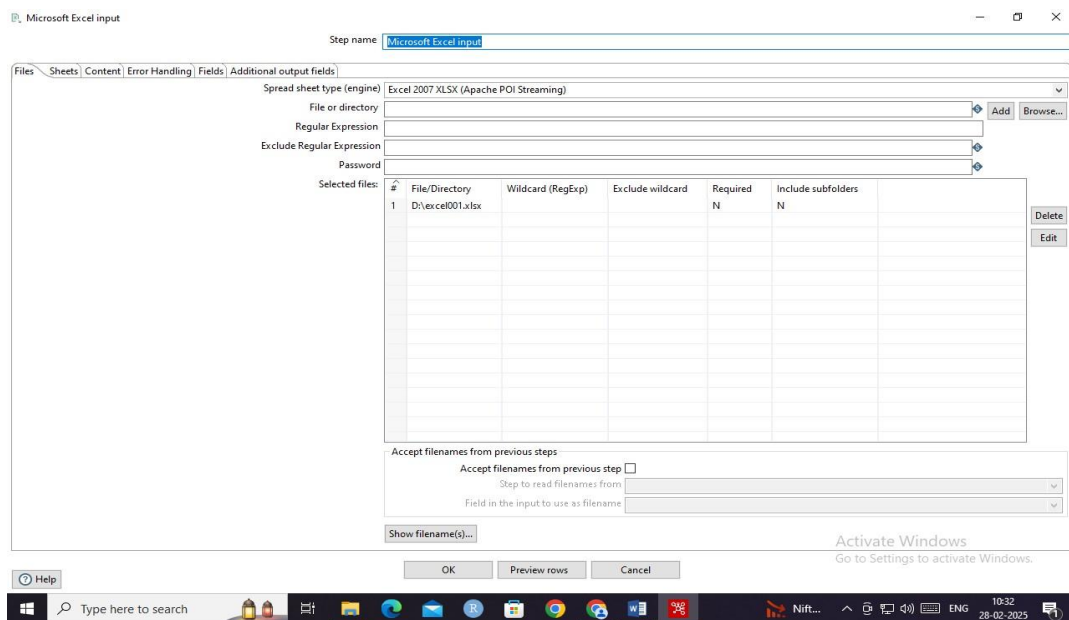 Microsoft Excel input
Step name Microsoft Excel input
Files Sheets Content Error Handling Fields Additional output fields
Spread sheet type (engine) Excel 2007 XLSX (Apache POI Streaming)
File or directory Add Browse...
Regular Expression
Exclude Regular Expression
Password
Selected files: # File/Directory Wildcard (RegExp) Exclude wildcard Required Include subfolders
1 D:\excel001.xlsx N N
Delete
Edit
Accept filenames from previous steps
Accept filenames from previous step
Step to read filenames from
Field in the input to use as filename
Show filename(s)...
Activate Windows
Go to Settings to activate Windows.
OK Preview rows Cancel
Help
Type here to search R W Nift... ENG 10:32
28-02-2025 1